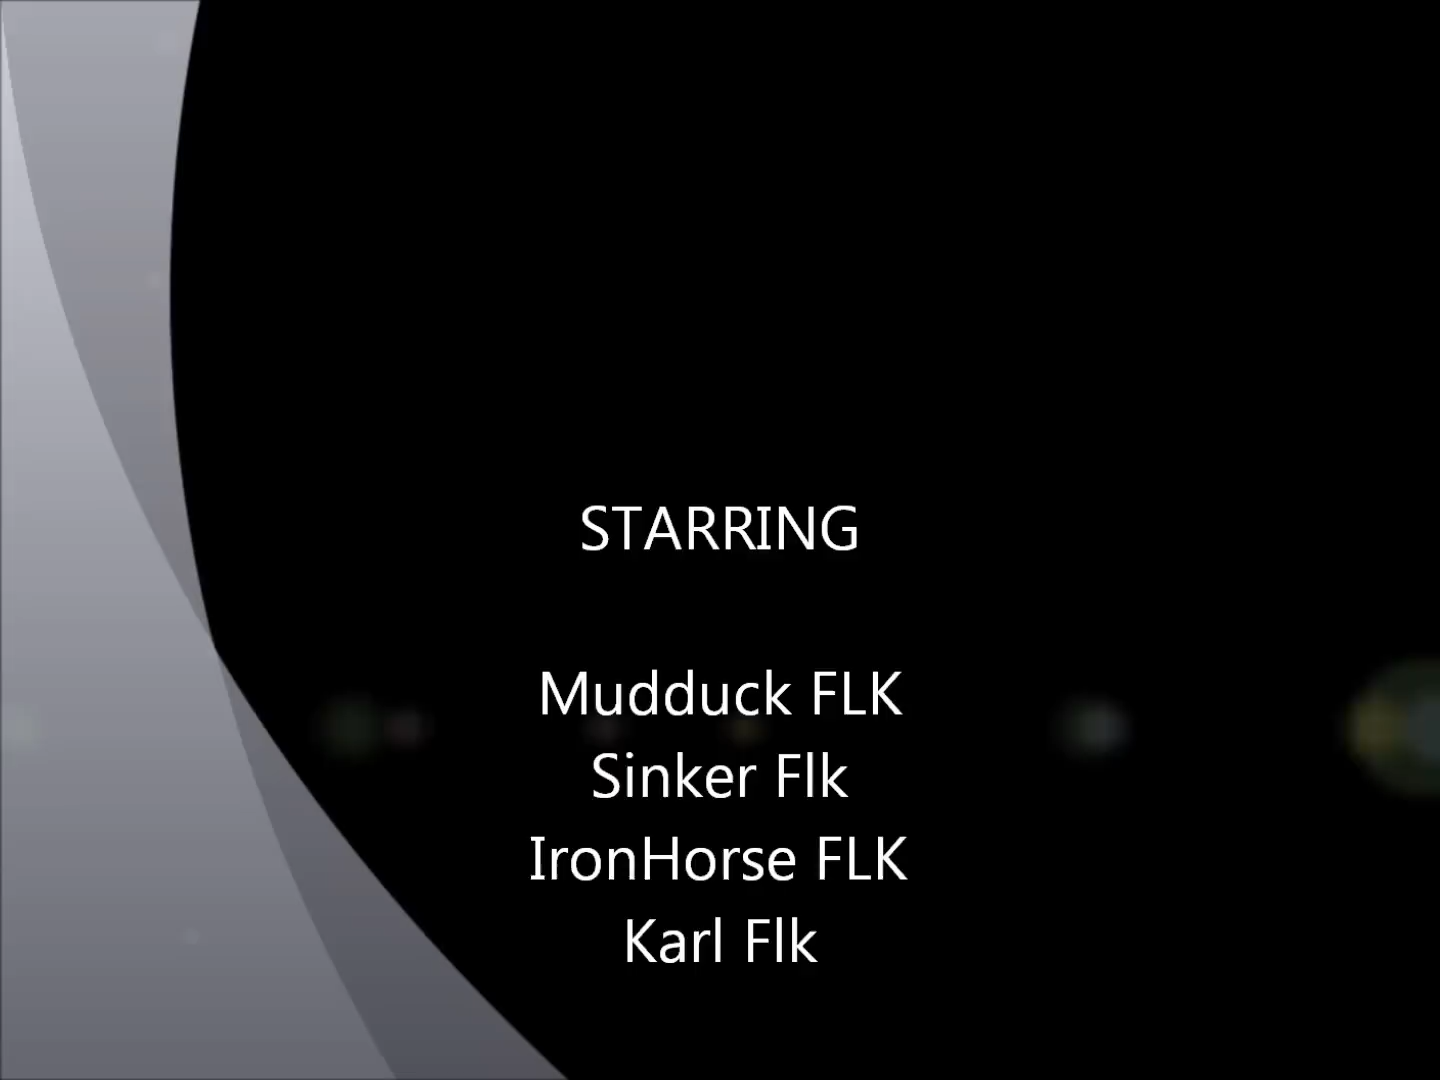 STARRING
Mudduck FLK
Sinker Flk
IronHorse FLK
Karl Flk